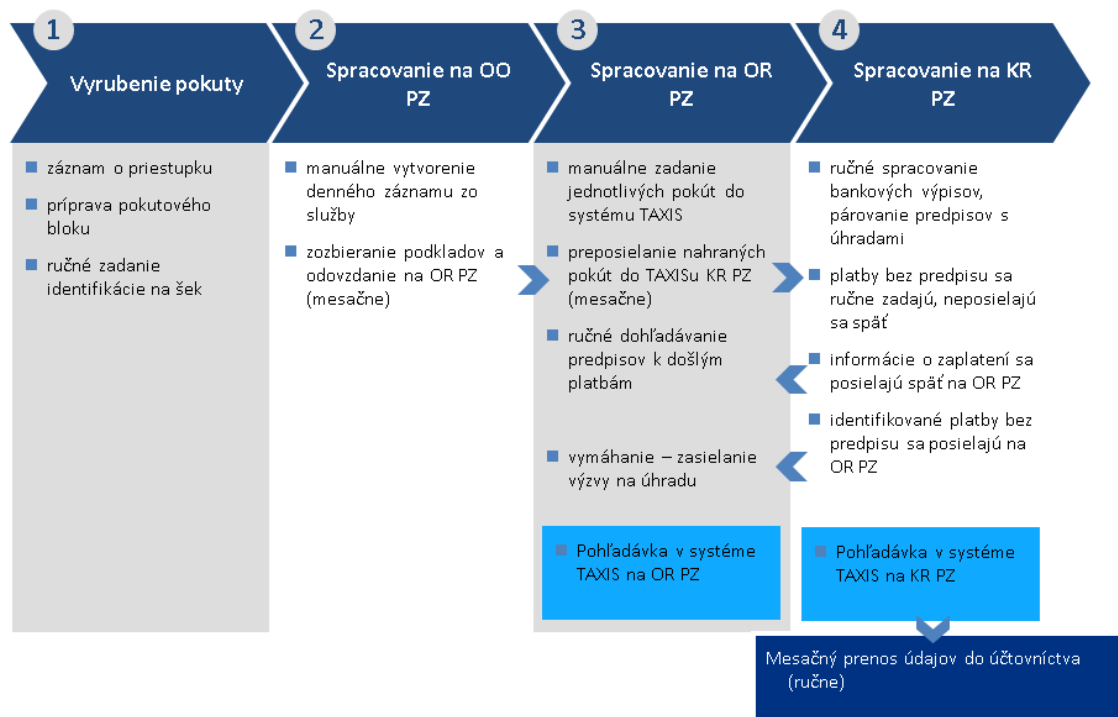 1
Vyrubenie pokuty
záznam o priestupku
príprava pokutového
bloku
ručné zadanie
identifikácie na šek
2
Spracovanie na OO
PZ
manuálne vytvorenie
denného záznamu zo
služby
zozbieranie podkladov a
odovzdanie na OR PZ
(mesačne)
3
Spracovanie na OR
PZ
manuálne zadanie
jednotlivých pokút do
systému TAXIS
preposielanie nahraných
pokút do TAXISu KR PZ
(mesačne)
ručné dohľadávanie
predpisov k došlým
platbám
vymáhanie – zasielanie
výzvy na úhradu
Pohľadávka v systéme
TAXIS na OR PZ
4
Spracovanie na KR
PZ
ručné spracovanie
bankových výpisov,
párovanie predpisov s
úhradami
platby bez predpisu sa
ručne zadajú, neposielajú
sa späť
informácie o zaplatení sa
posielajú späť na OR PZ
identifikované platby bez
predpisu sa posielajú na
OR PZ
Pohľadávka v systéme
TAXIS na KR PZ
Mesačný prenos údajov do účtovníctva
(ručne)